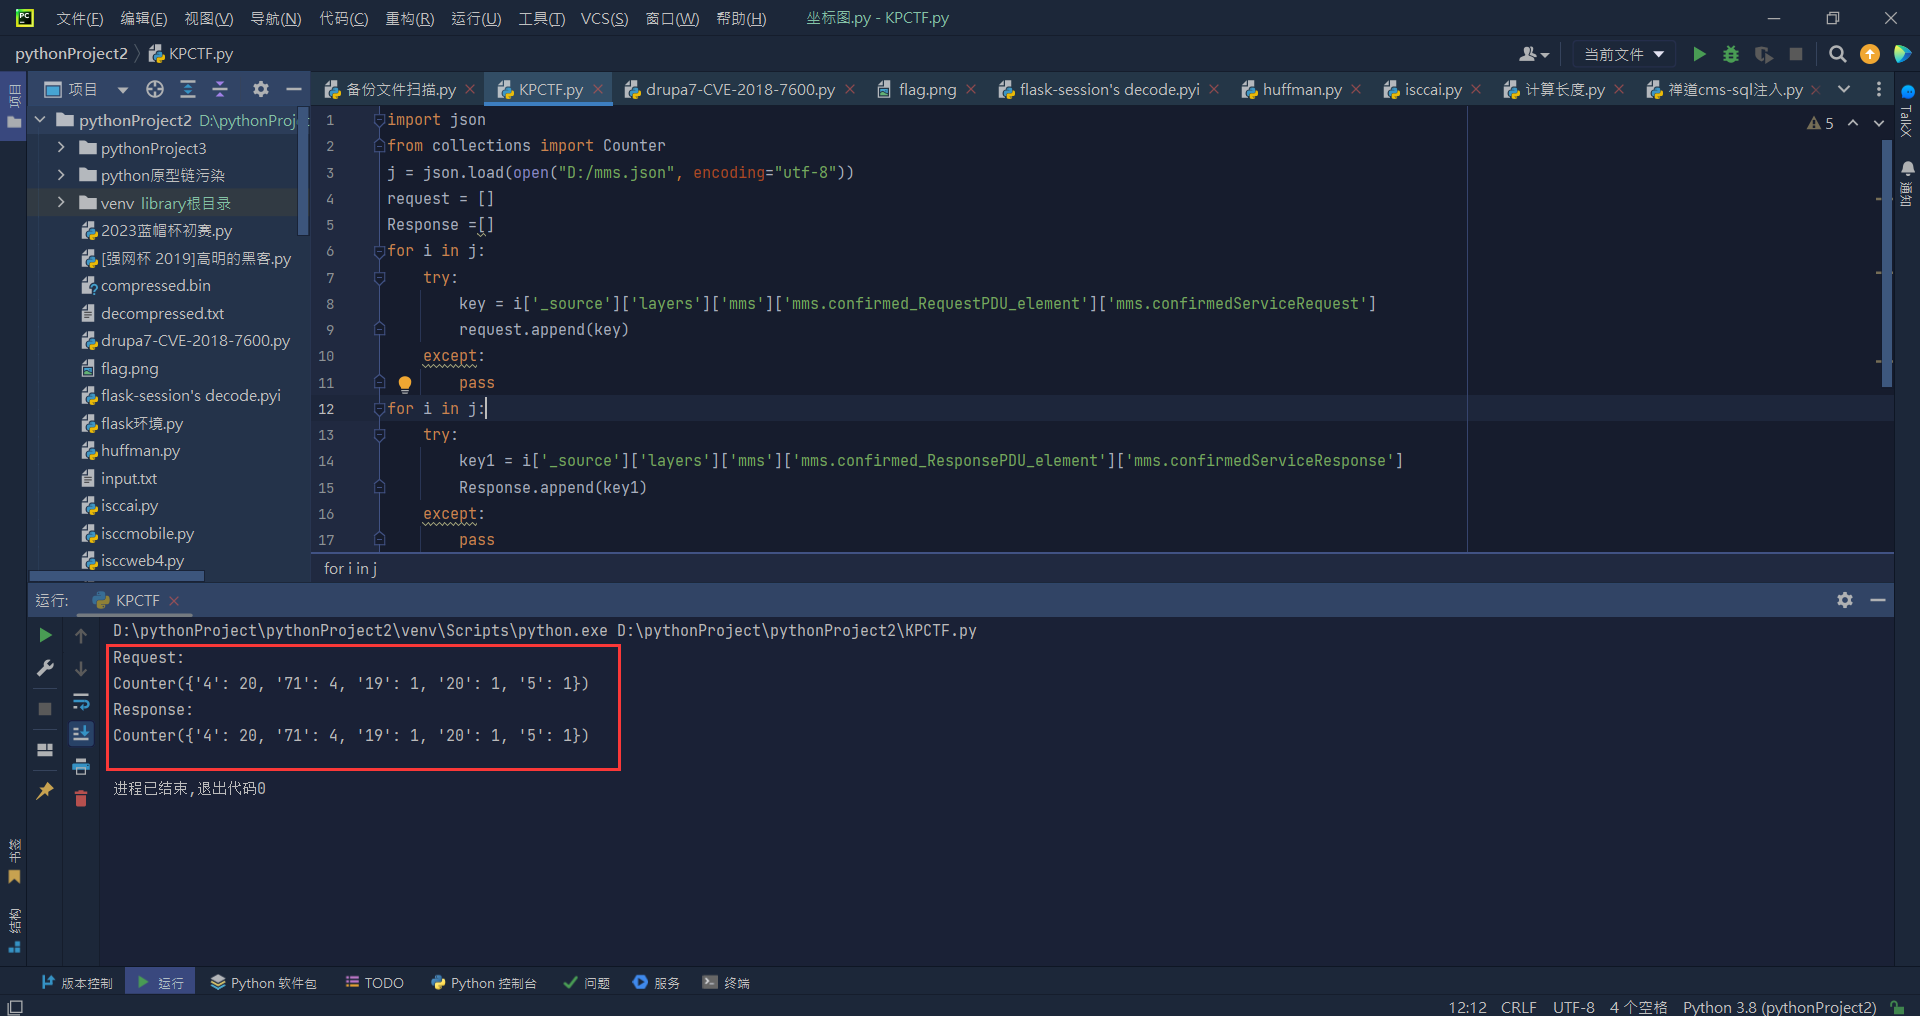 文件(F) 编辑(E) 视图(V) 导航(N) 代码(C) 重构(R) 运行(U) 工具(T) VCS(S) 窗口(W) 帮助(H) 坐标图.py - KPCTF.py
pythonProject2 KPCTF.py 当前文件
项目
备份文件扫描.py KPCTF.py drupa7-CVE-2018-7600.py flag.png flask-session's decode.pyi huffman.py isccai.py 计算长度.py 禅道cms-sql注入.py
项目
TalkX
通知
5
pythonProject2 D:\pythonProj
pythonProject3
python原型链污染
venv library根目录
2023蓝帽杯初赛.py
[强网杯 2019]高明的黑客.py
compressed.bin
decompressed.txt
drupa7-CVE-2018-7600.py
flag.png
flask-session's decode.pyi
flask环境.py
huffman.py
input.txt
isccai.py
isccmobile.py
isccweb4.py
1 import json
2 from collections import Counter
3 j = json.load(open("D:/mms.json", encoding="utf-8"))
4 request = []
5 Response =[]
6 for i in j:
7 try:
8 key = i['_source']['layers']['mms']['mms.confirmed_RequestPDU_element']['mms.confirmedServiceRequest']
9 request.append(key)
10 except:
11 pass
12 for i in j:
13 try:
14 key1 = i['_source']['layers']['mms']['mms.confirmed_ResponsePDU_element']['mms.confirmedServiceResponse']
15 Response.append(key1)
16 except:
17 pass
for i in j
运行: KPCTF
D:\pythonProject\pythonProject2\venv\Scripts\python.exe D:\pythonProject\pythonProject2\KPCTF.py
Request:
Counter({'4': 20, '71': 4, '19': 1, '20': 1, '5': 1})
Response:
Counter({'4': 20, '71': 4, '19': 1, '20': 1, '5': 1})
进程已结束,退出代码0
书签
结构
版本控制 运行 Python 软件包 TODO Python 控制台 问题 服务 终端
12:12 CRLF UTF-8 4 个空格 Python 3.8 (pythonProject2)